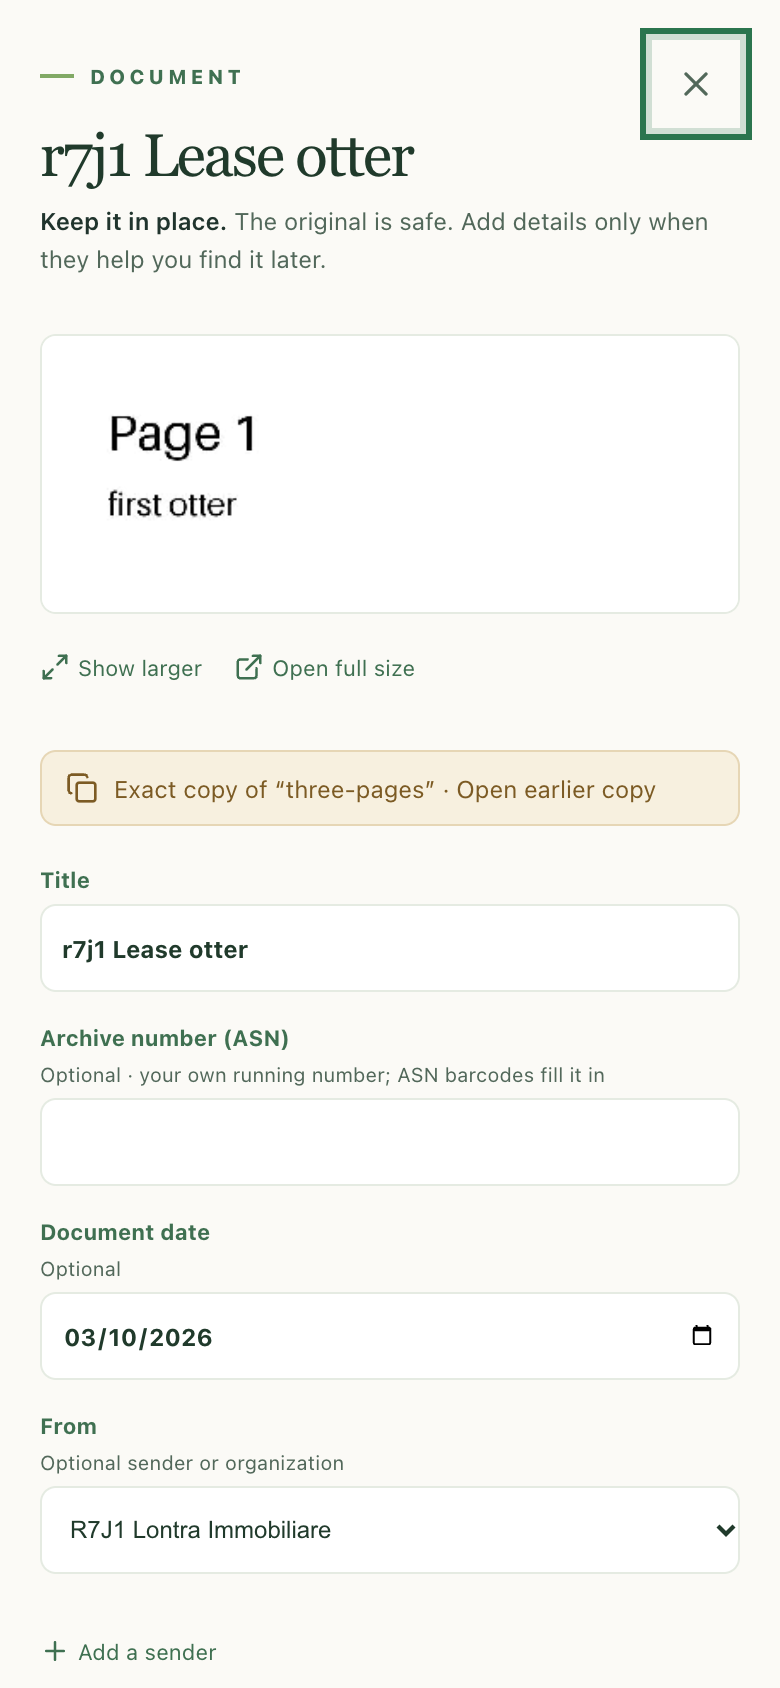 DOCUMENT
r7j1 Lease otter
Keep it in place. The original is safe. Add details only when
they help you find it later.
Page 1
first otter
Show larger
Open full size
Exact copy of “three-pages” · Open earlier copy
Title
r7j1 Lease otter
Archive number (ASN)
Optional · your own running number; ASN barcodes fill it in
Document date
Optional
03/10/2026
From
Optional sender or organization
R7J1 Lontra Immobiliare
Add a sender